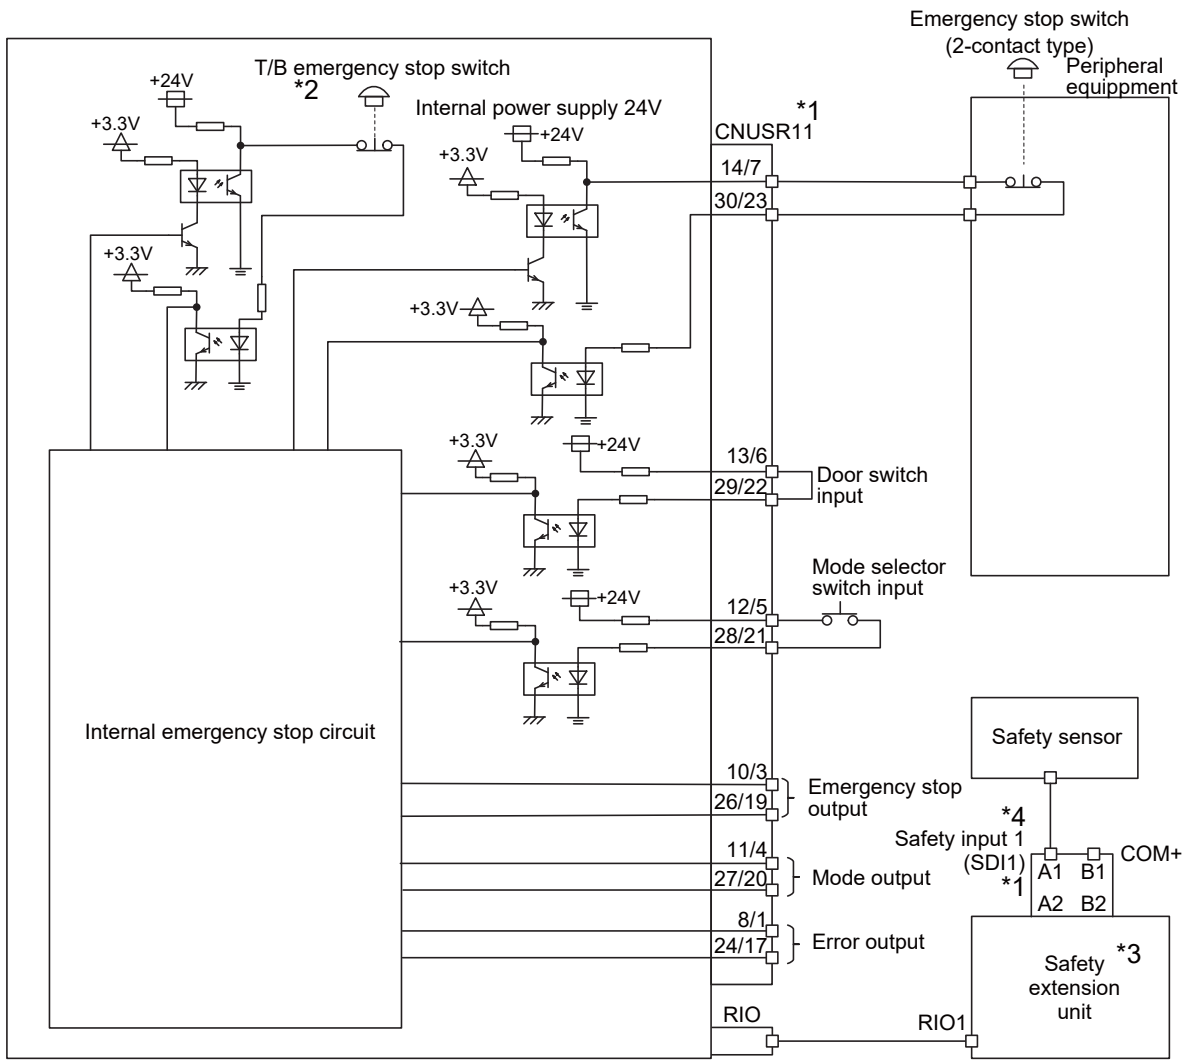 Emergency stop switch
(2-contact type)
Peripheral
equippment
T/B emergency stop switch
*2
+24V
Internal power supply 24V
*1
+3.3V
+24V
CNUSR11
+3.3V
14/7
30/23
+3.3V
+3.3V
+3.3V
+24V
13/6
29/22
Door switch
input
+3.3V
+24V
12/5
28/21
Mode selector
switch input
Internal emergency stop circuit
Safety sensor
10/3
26/19
Emergency stop
output
*4
Safety input 1
(SDI1)
*1
COM+
A1
B1
A2
B2
11/4
27/20
Mode output
8/1
24/17
Error output
Safety
extension
unit
*3
RIO
RIO1